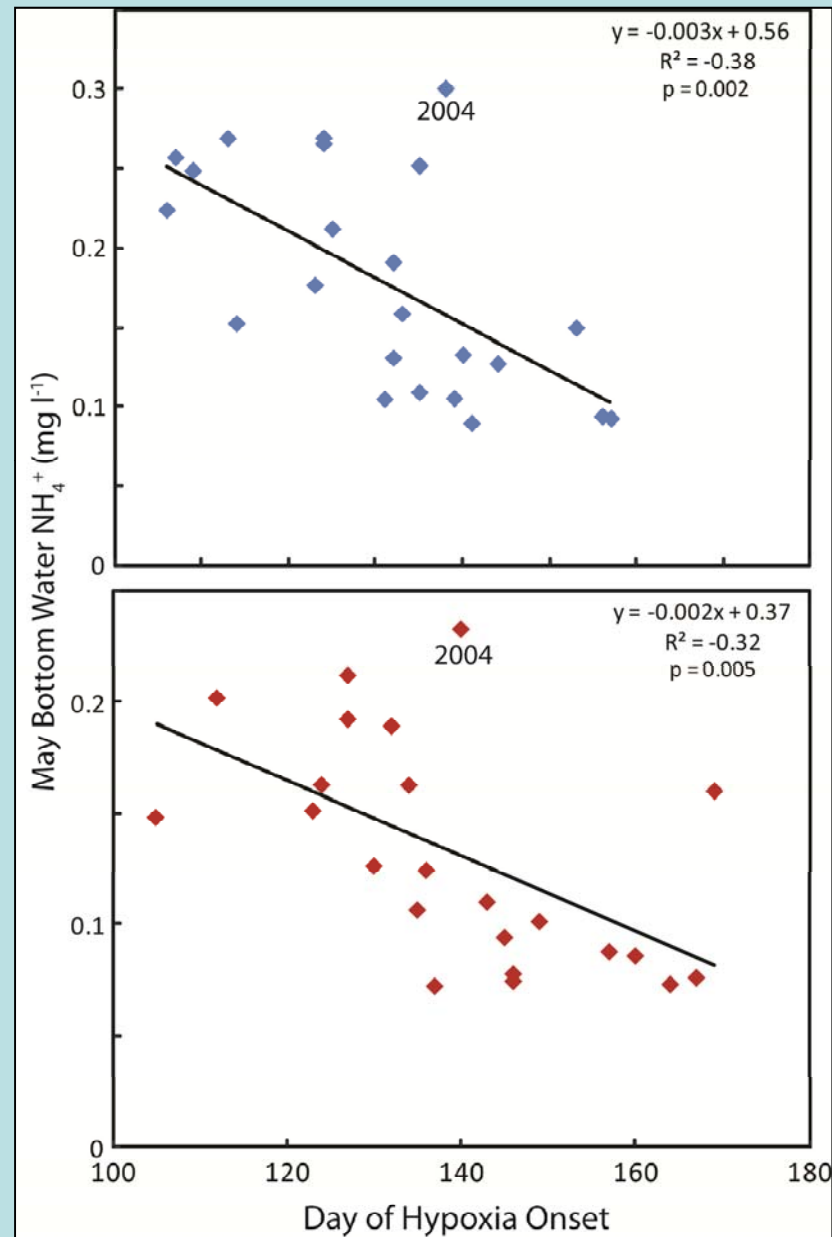 y = -0.003x + 0.56
R² = -0.38
p = 0.002
0.3
2004
0.2
0.1
0
May Bottom Water NH₄⁺ (mg l⁻¹)
y = -0.002x + 0.37
R² = -0.32
p = 0.005
2004
0.2
0.1
0
100 120 140 160 180
Day of Hypoxia Onset